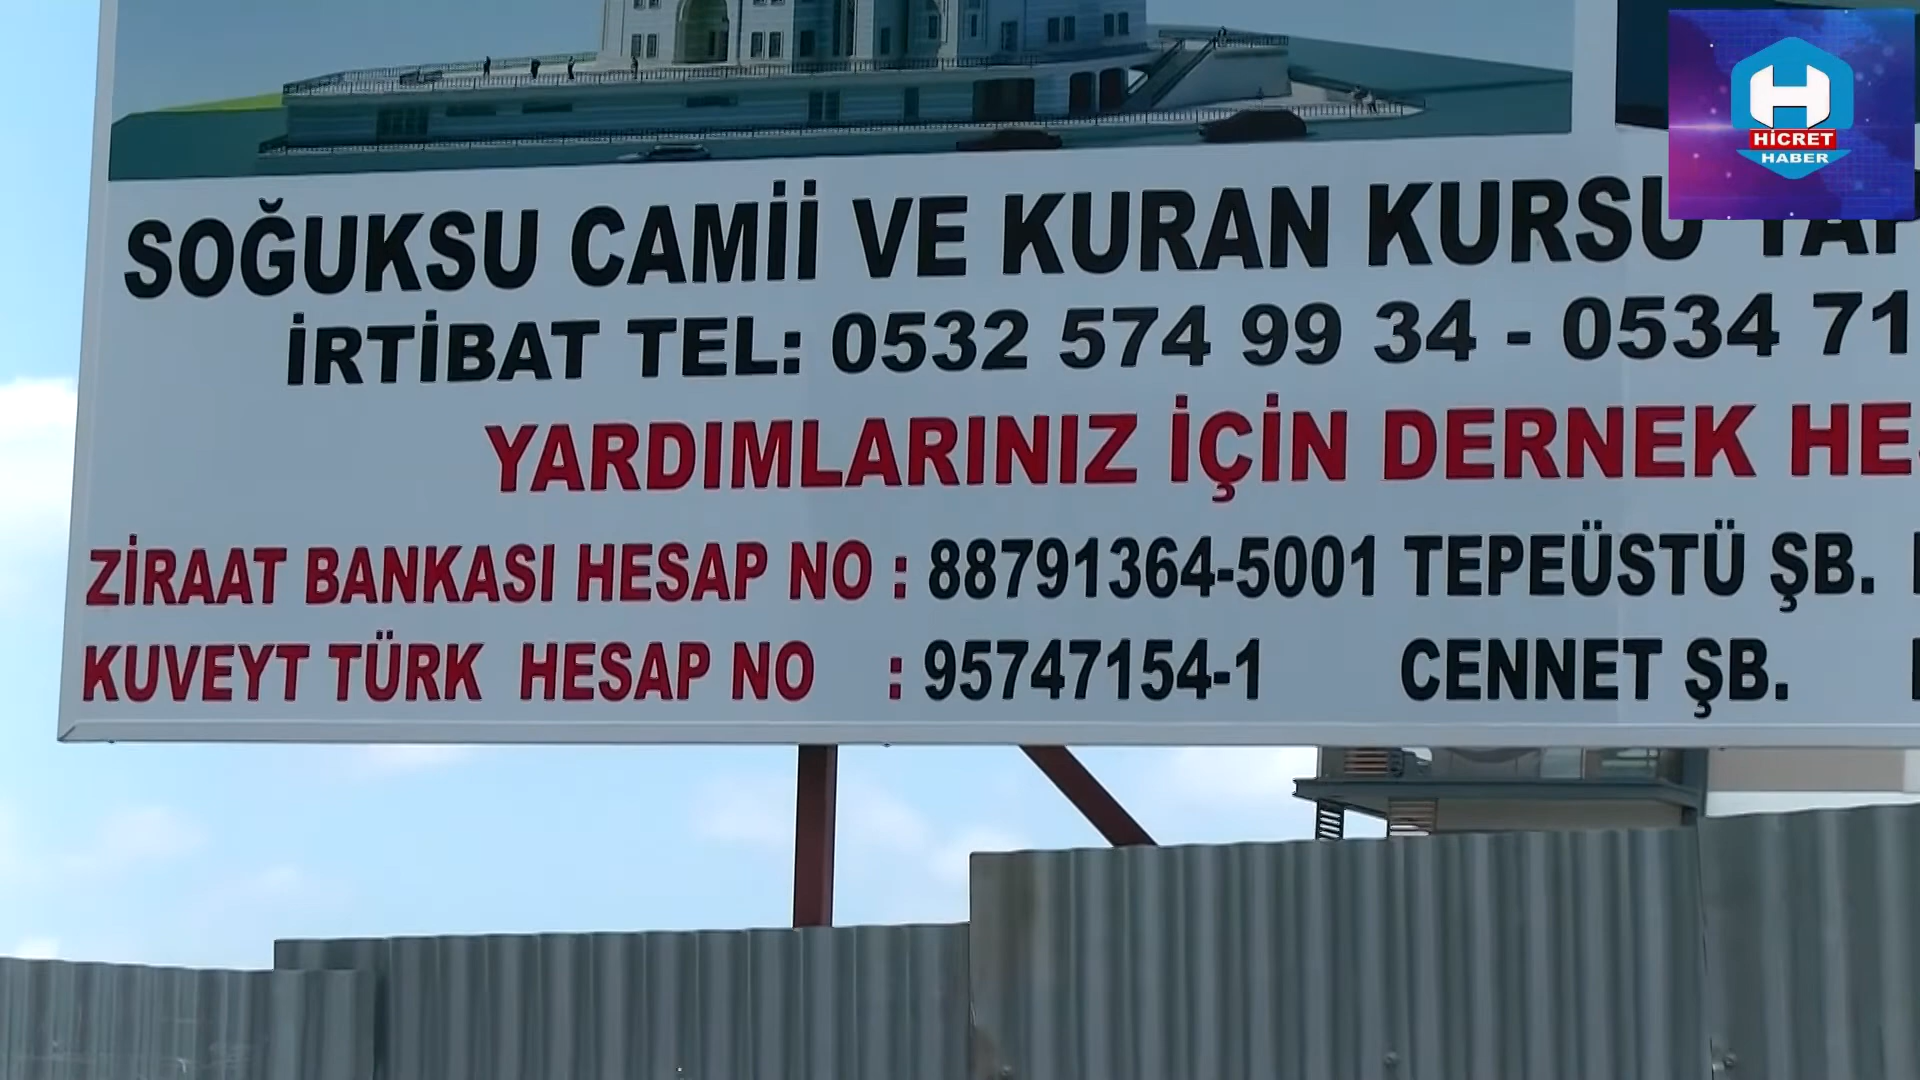 HİCRET
HABER
SOĞUKSU CAMİİ VE KURAN KURSU
İRTİBAT TEL: 0532 574 99 34 - 0534 71
YARDIMLARINIZ İÇİN DERNEK
ZİRAAT BANKASI HESAP NO : 88791364-5001 TEPEÜSTÜ ŞB.
KUVEYT TÜRK HESAP NO : 95747154-1 CENNET ŞB.